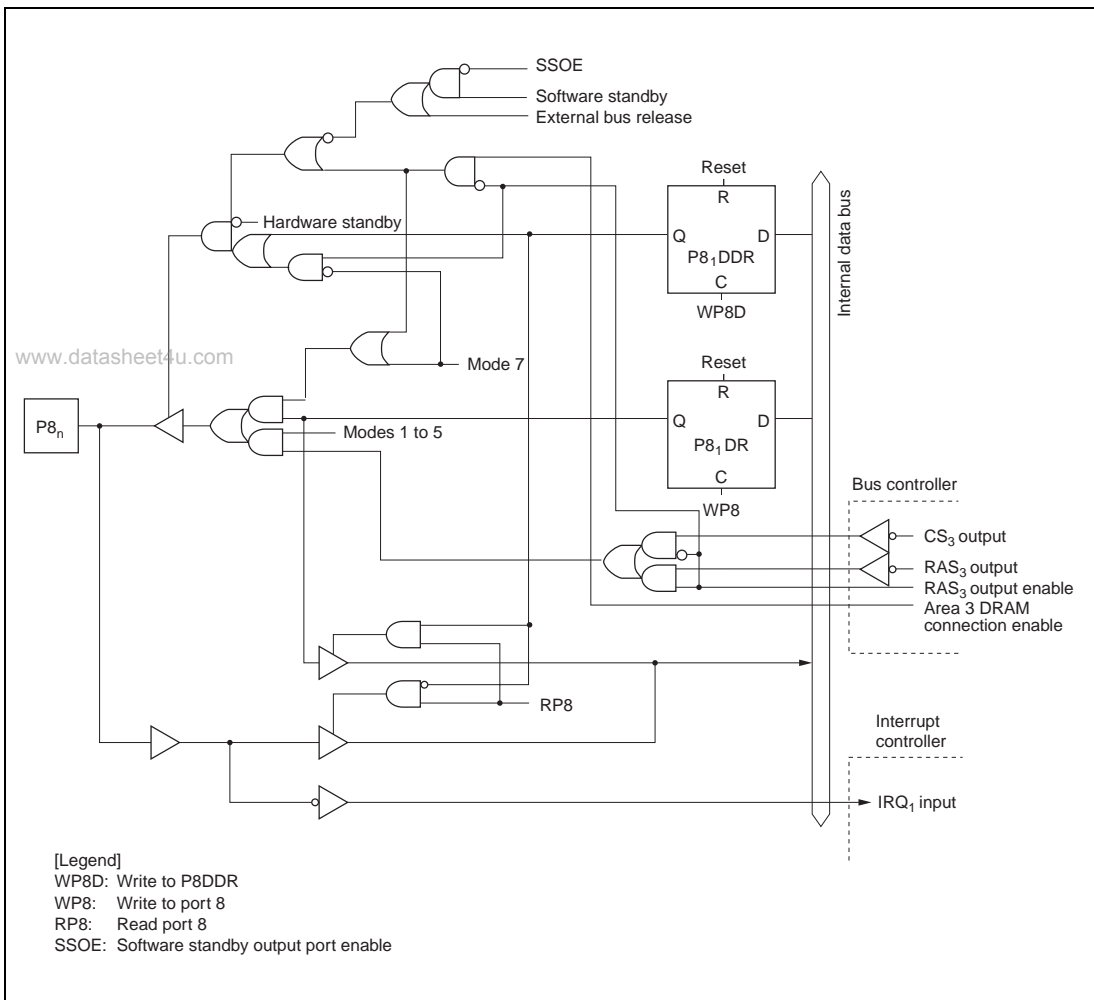 SSOE
Software standby
External bus release
Hardware standby
Reset
R
Q
D
P8₁DDR
C
WP8D
Internal data bus
www.datasheet4u.com
Mode 7
Reset
R
Q
D
P8₁DR
C
WP8
P8ₙ
Modes 1 to 5
Bus controller
CS₃ output
RAS₃ output
RAS₃ output enable
Area 3 DRAM
connection enable
RP8
Interrupt
controller
IRQ₁ input
[Legend]
WP8D: Write to P8DDR
WP8: Write to port 8
RP8: Read port 8
SSOE: Software standby output port enable